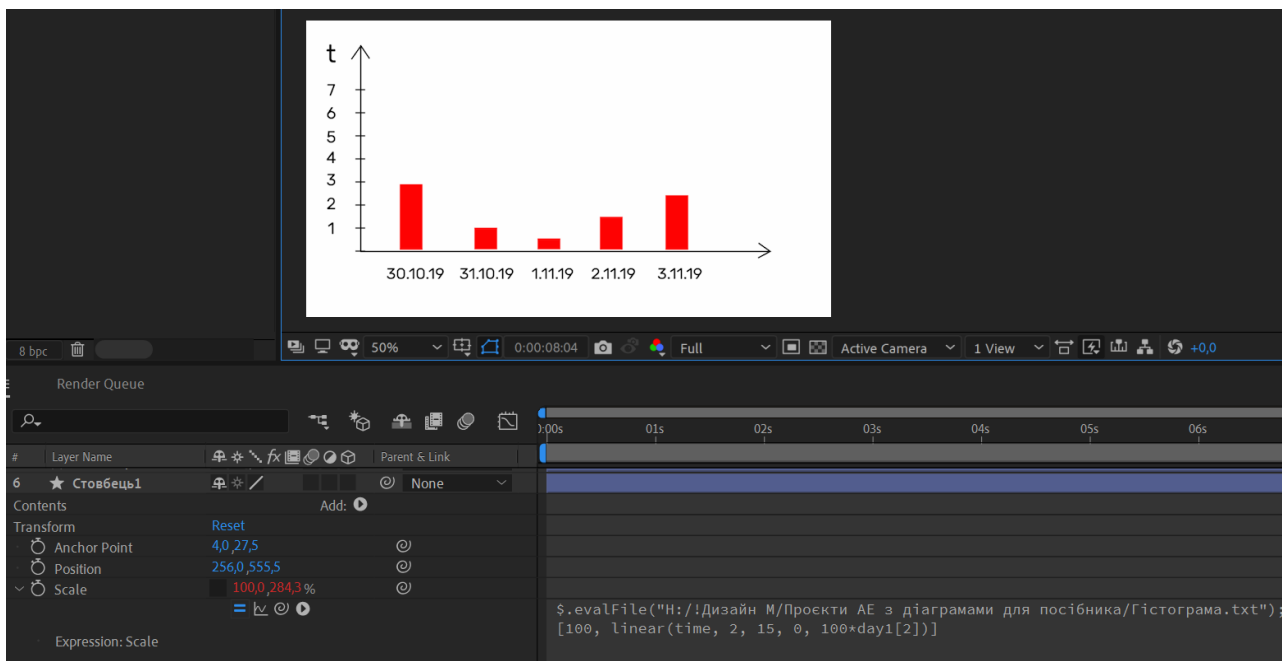 t
7
6
5
4
3
2
1
30.10.19 31.10.19 1.11.19 2.11.19 3.11.19
8 bpc
50% 0:00:08:04 Full Active Camera 1 View +0,0
Render Queue
:00s 01s 02s 03s 04s 05s 06s
# Layer Name Parent & Link
6 Стовбець1 None
Contents Add:
Transform Reset
Anchor Point 4,0,27,5
Position 256,0,555,5
Scale 100,0,284,3%
$.evalFile("H:/!Дизайн М/Проєкти АЕ з діаграмами для посібника/Гістограма.txt");
[100, linear(time, 2, 15, 0, 100*day1[2])]
Expression: Scale